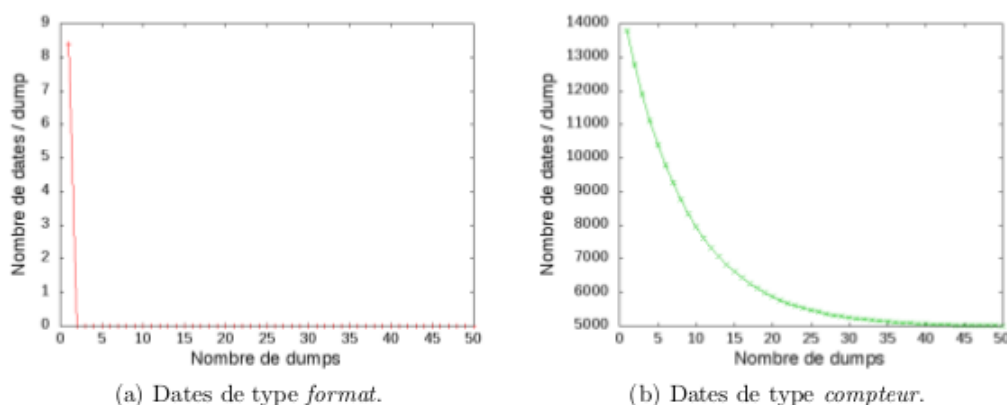 9
8
7
6
5
4
3
2
1
0
Nombre de dates / dump
0 5 10 15 20 25 30 35 40 45 50
Nombre de dumps
(a) Dates de type format.
14000
13000
12000
11000
10000
9000
8000
7000
6000
5000
Nombre de dates / dump
0 5 10 15 20 25 30 35 40 45 50
Nombre de dumps
(b) Dates de type compteur.